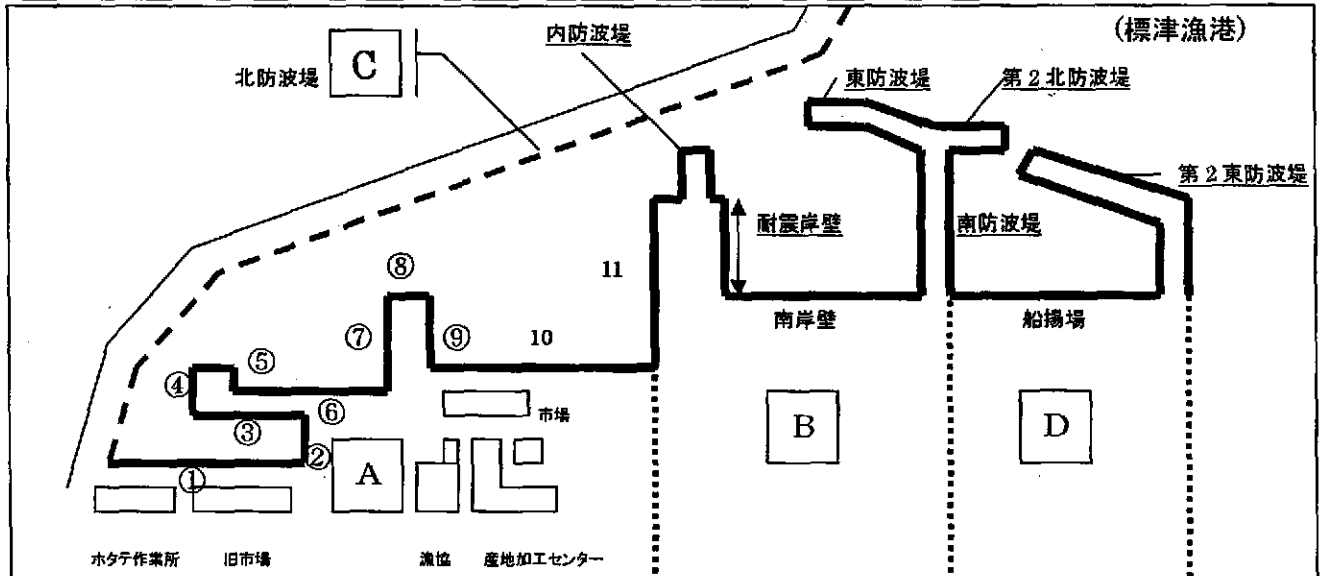 (標津漁港)
内防波堤
C
北防波堤
東防波堤
第2北防波堤
第2東防波堤
耐震岸壁
南防波堤
⑧
11
南岸壁
船揚場
⑦
⑨
10
⑤
④
⑥
市場
③
B
D
②
A
①
ホタテ作業所
旧市場
漁協
産地加工センター